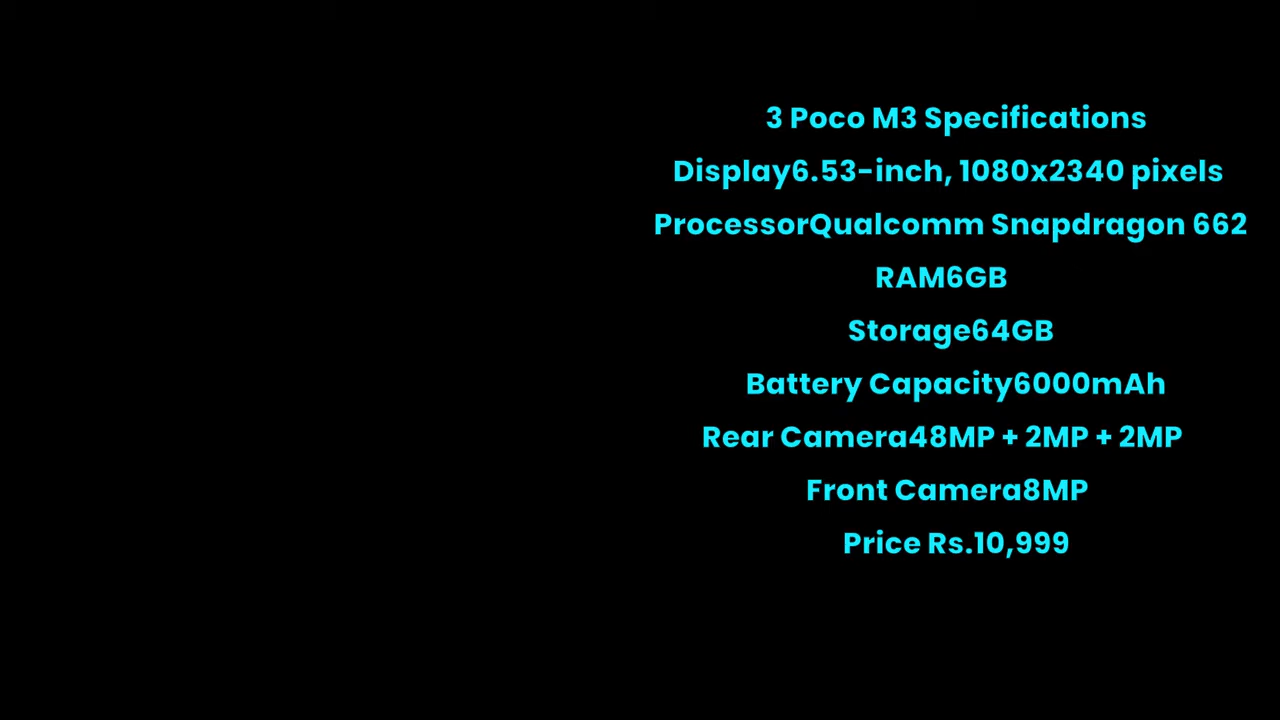 3 Poco M3 Specifications
Display6.53-inch, 1080x2340 pixels
ProcessorQualcomm Snapdragon 662
RAM6GB
Storage64GB
Battery Capacity6000mAh
Rear Camera48MP + 2MP + 2MP
Front Camera8MP
Price Rs.10,999